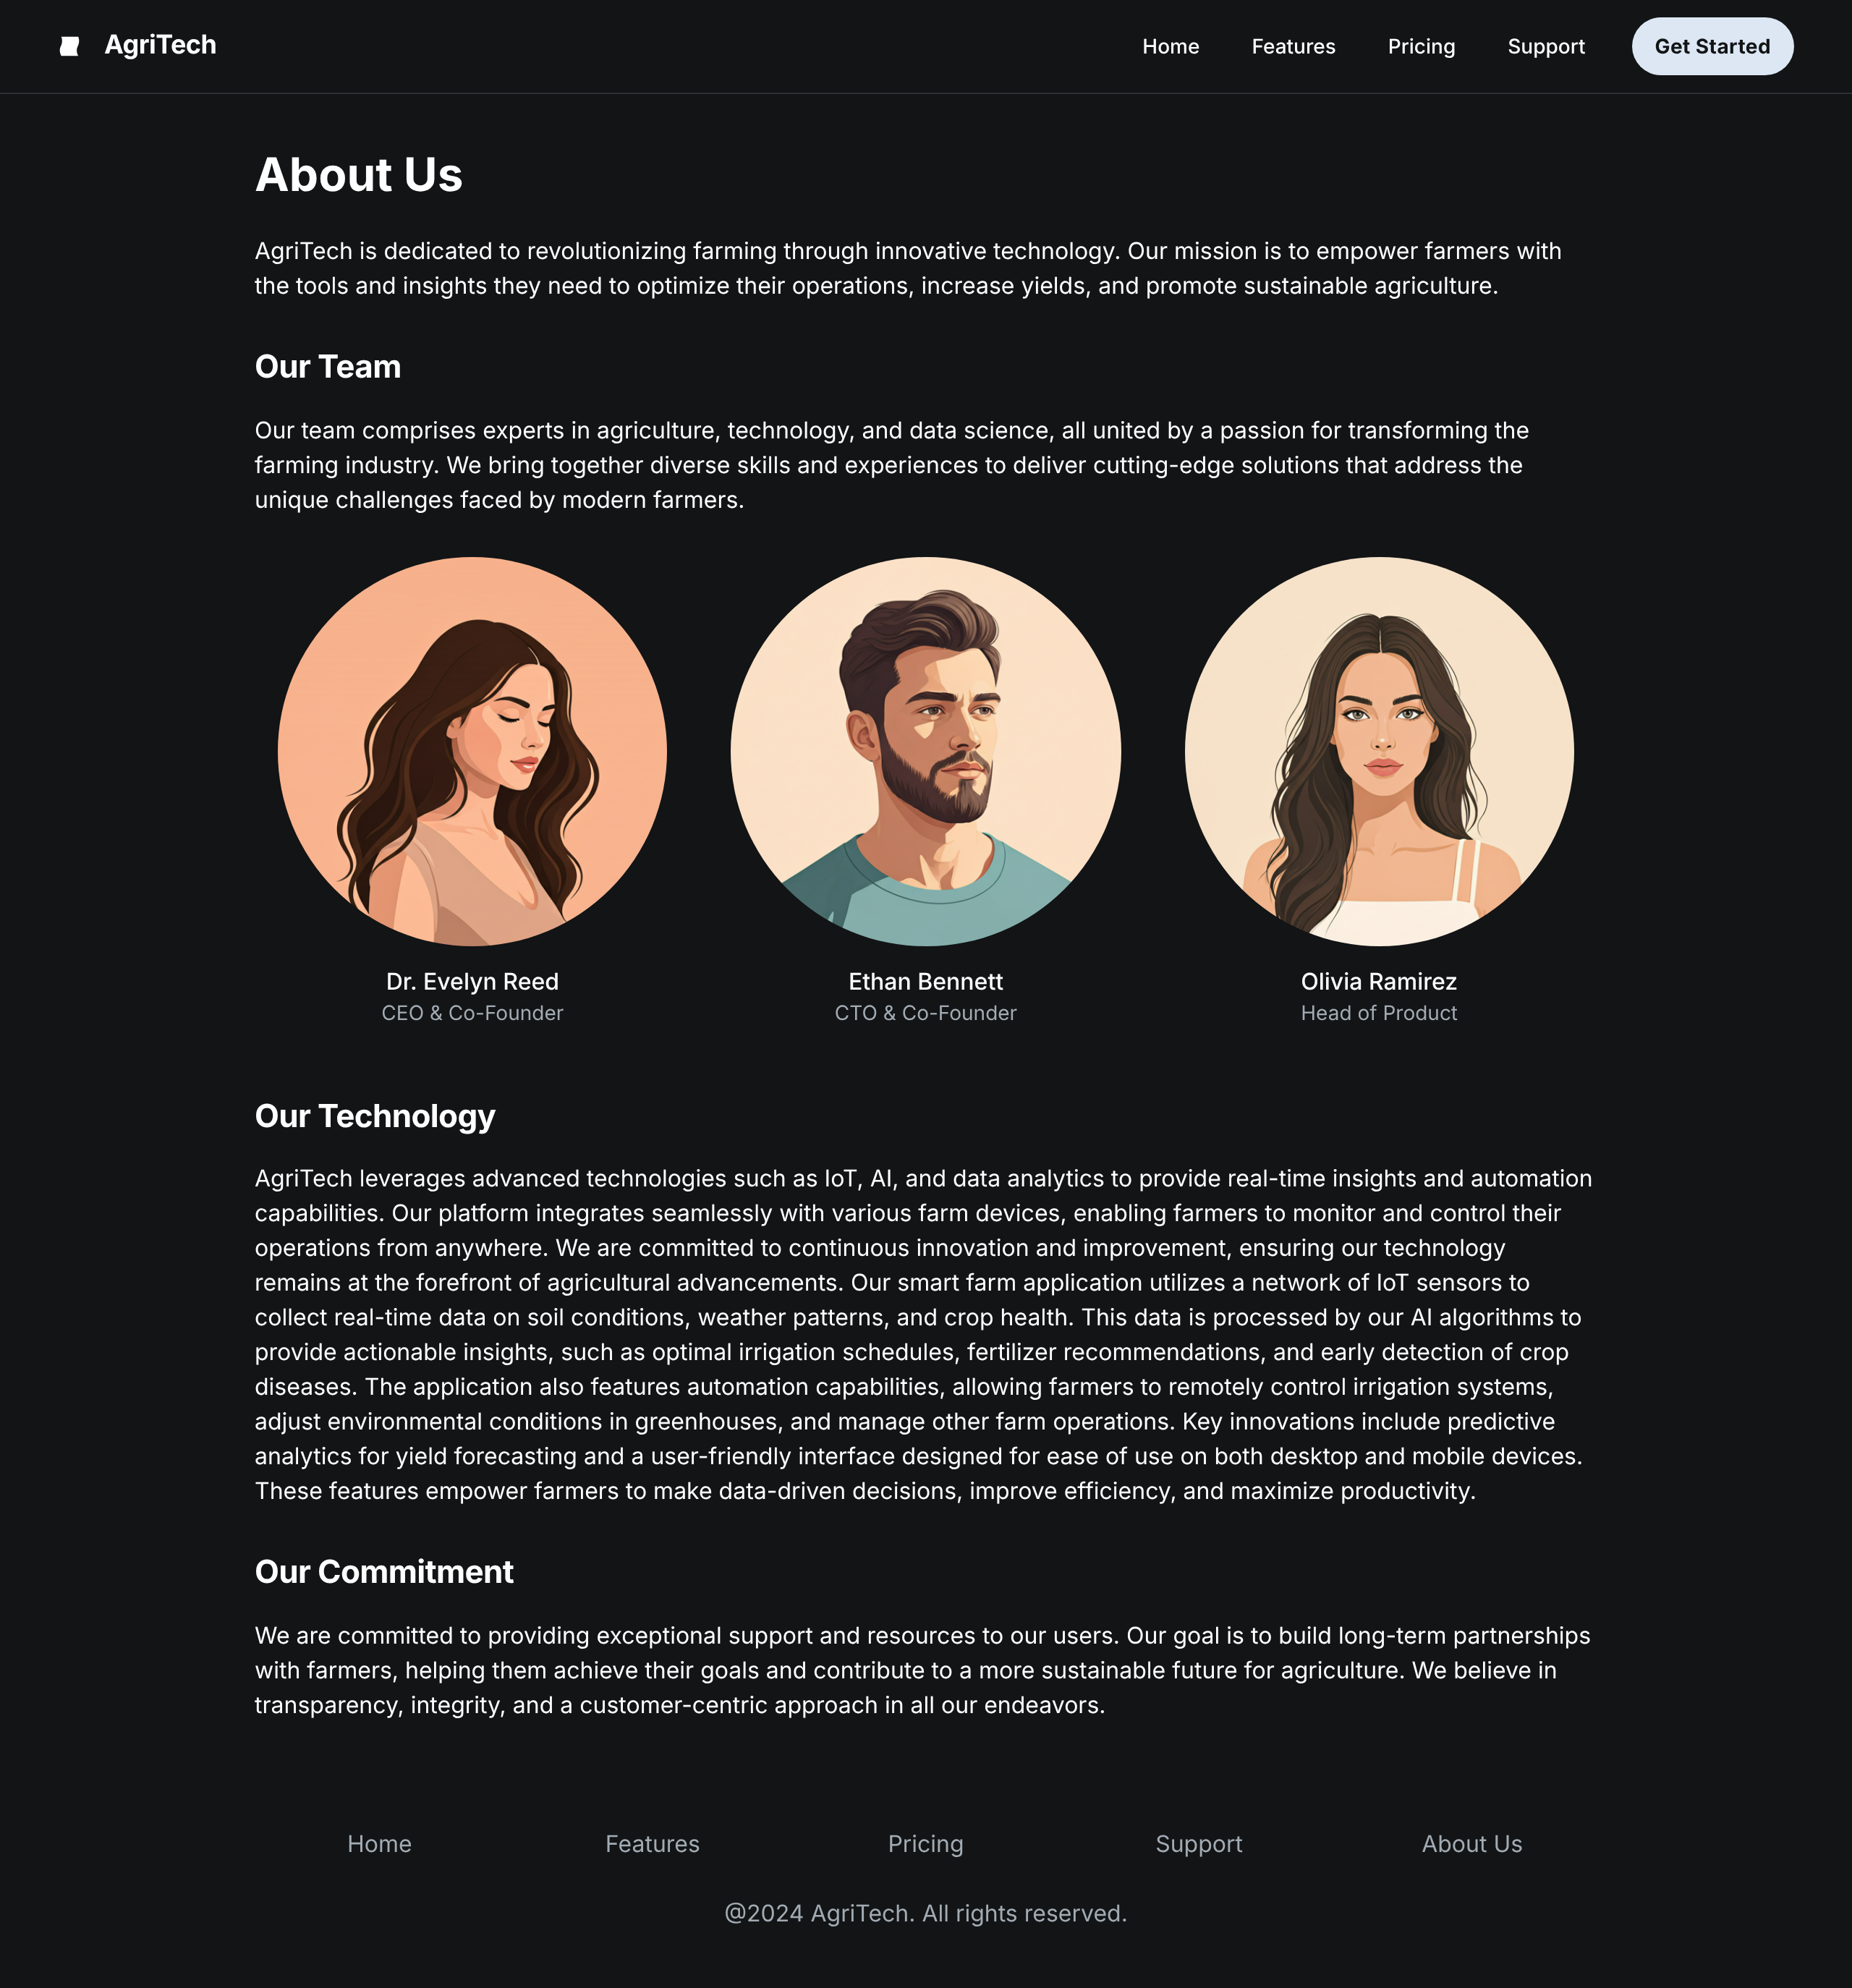 AgriTech
Home
Features
Pricing
Support
Get Started
About Us
AgriTech is dedicated to revolutionizing farming through innovative technology. Our mission is to empower farmers with
the tools and insights they need to optimize their operations, increase yields, and promote sustainable agriculture.
Our Team
Our team comprises experts in agriculture, technology, and data science, all united by a passion for transforming the
farming industry. We bring together diverse skills and experiences to deliver cutting-edge solutions that address the
unique challenges faced by modern farmers.
Dr. Evelyn Reed
CEO & Co-Founder
Ethan Bennett
CTO & Co-Founder
Olivia Ramirez
Head of Product
Our Technology
AgriTech leverages advanced technologies such as IoT, AI, and data analytics to provide real-time insights and automation
capabilities. Our platform integrates seamlessly with various farm devices, enabling farmers to monitor and control their
operations from anywhere. We are committed to continuous innovation and improvement, ensuring our technology
remains at the forefront of agricultural advancements. Our smart farm application utilizes a network of IoT sensors to
collect real-time data on soil conditions, weather patterns, and crop health. This data is processed by our AI algorithms to
provide actionable insights, such as optimal irrigation schedules, fertilizer recommendations, and early detection of crop
diseases. The application also features automation capabilities, allowing farmers to remotely control irrigation systems,
adjust environmental conditions in greenhouses, and manage other farm operations. Key innovations include predictive
analytics for yield forecasting and a user-friendly interface designed for ease of use on both desktop and mobile devices.
These features empower farmers to make data-driven decisions, improve efficiency, and maximize productivity.
Our Commitment
We are committed to providing exceptional support and resources to our users. Our goal is to build long-term partnerships
with farmers, helping them achieve their goals and contribute to a more sustainable future for agriculture. We believe in
transparency, integrity, and a customer-centric approach in all our endeavors.
Home
Features
Pricing
Support
About Us
@2024 AgriTech. All rights reserved.